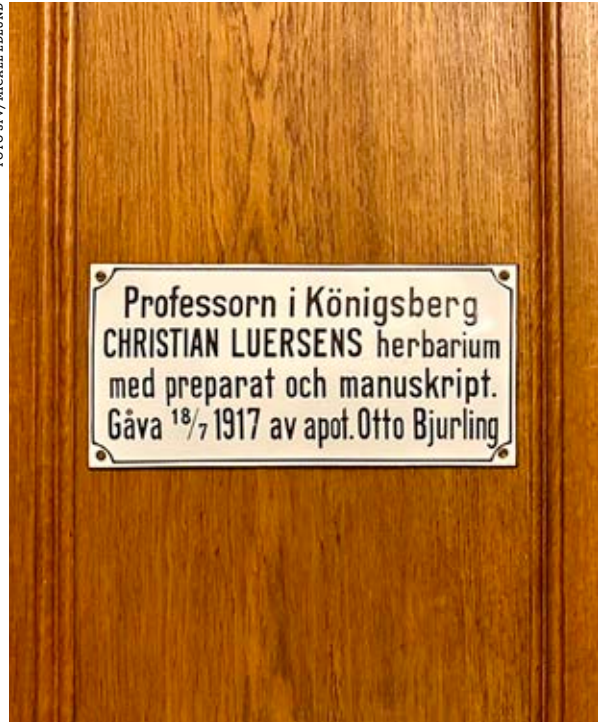 Professorn i Königsberg
CHRISTIAN LUERSENS herbarium
med preparat och manuskript.
Gåva 18/7 1917 av apot. Otto Bjurling